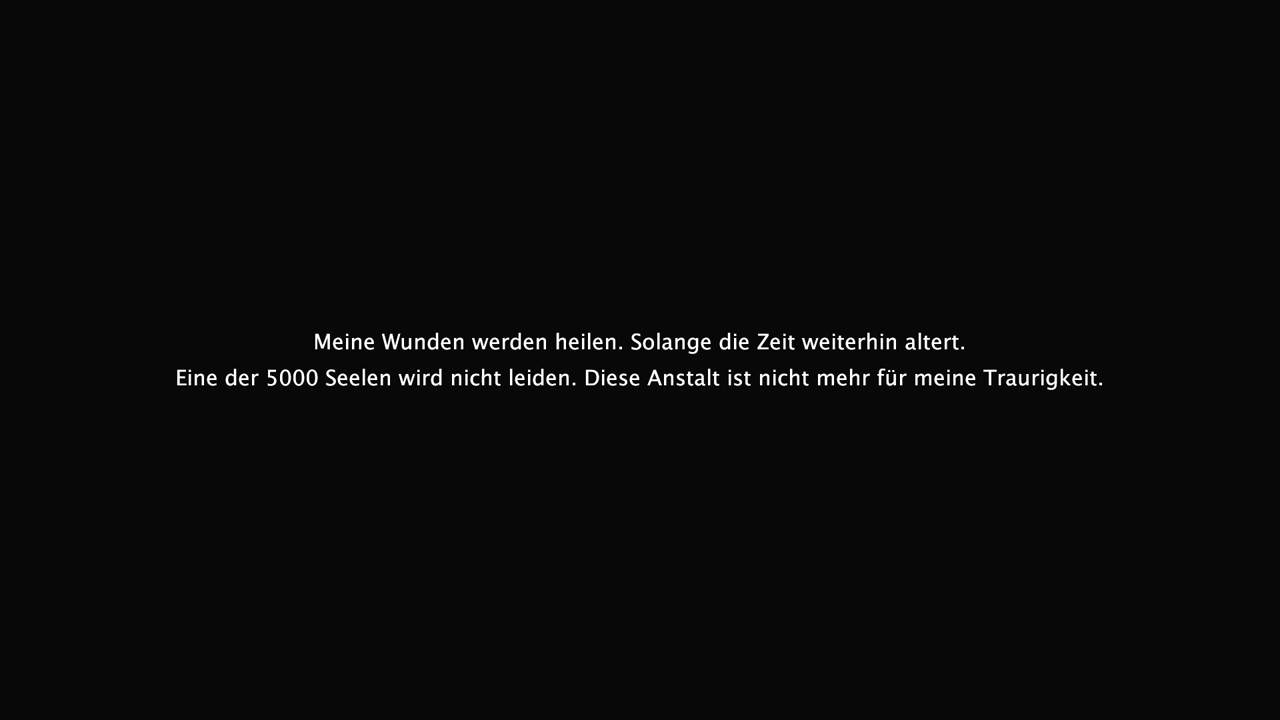 Meine Wunden werden heilen. Solange die Zeit weiterhin altert.
Eine der 5000 Seelen wird nicht leiden. Diese Anstalt ist nicht mehr für meine Traurigkeit.